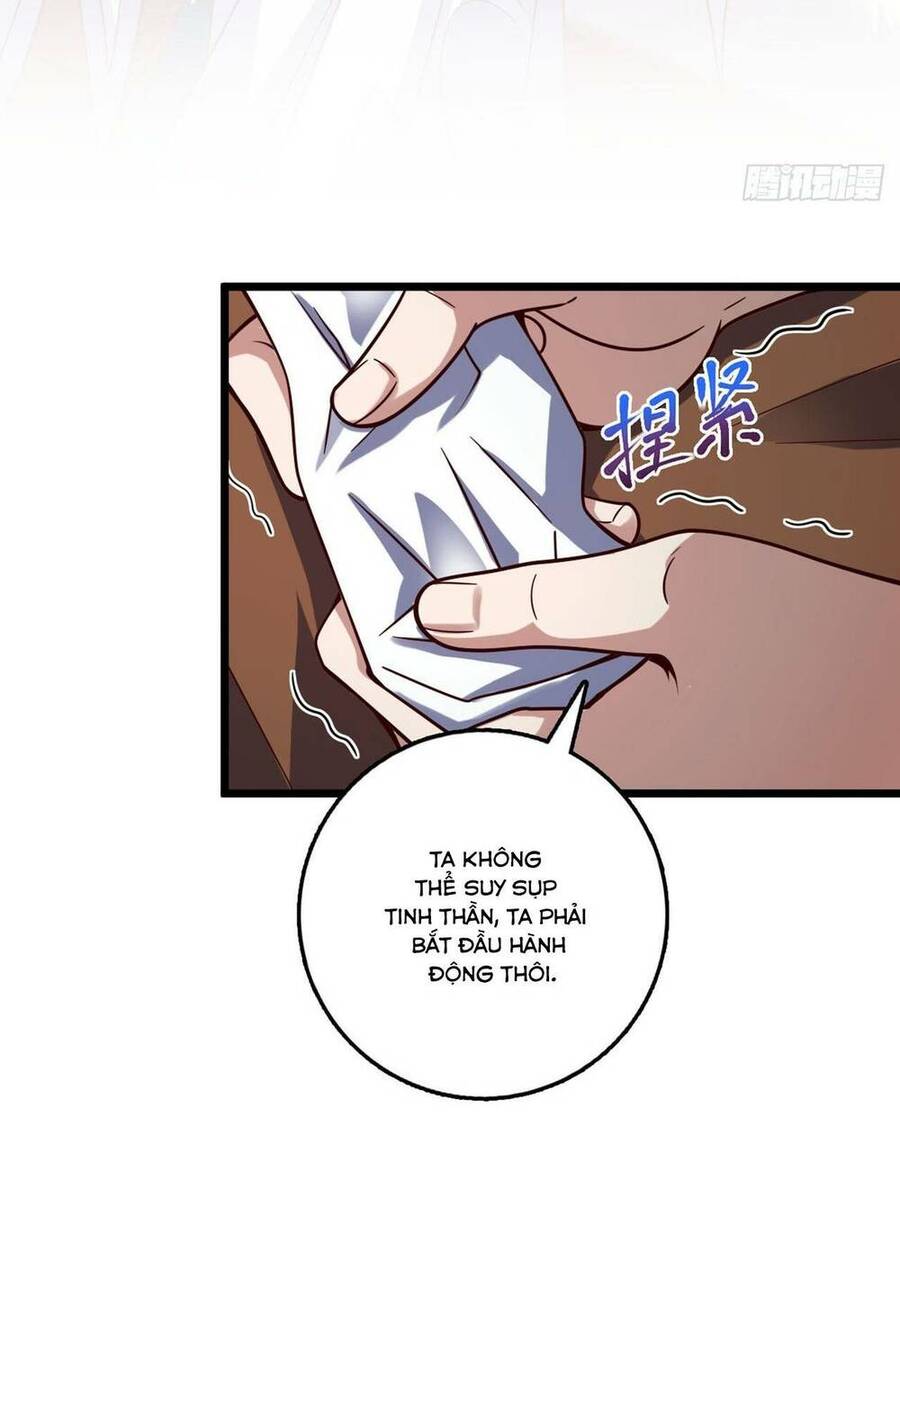 腾讯动漫
捏紧
TA KHÔNG
THỂ SUY SỤP
TINH THẦN, TA PHẢI
BẮT ĐẦU HÀNH
ĐỘNG THÔI.